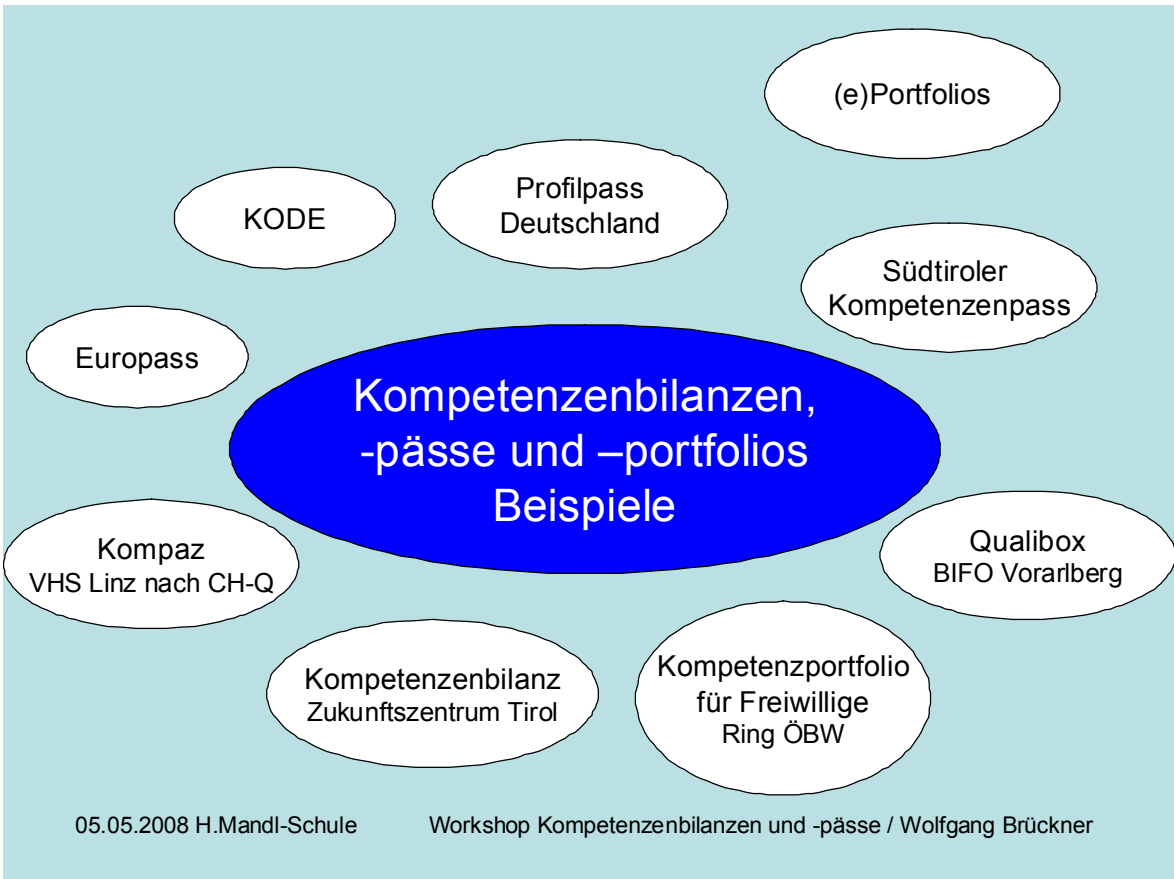 (e)Portfolios
Profilpass
Deutschland
KODE
Südtiroler
Kompetenzenpass
Europass
Kompetenzenbilanzen,
-pässe und –portfolios
Beispiele
Kompaz
VHS Linz nach CH-Q
Qualibox
BIFO Vorarlberg
Kompetenzenbilanz
Zukunftszentrum Tirol
Kompetenzportfolio
für Freiwillige
Ring ÖBW
05.05.2008 H.Mandl-Schule Workshop Kompetenzenbilanzen und -pässe / Wolfgang Brückner